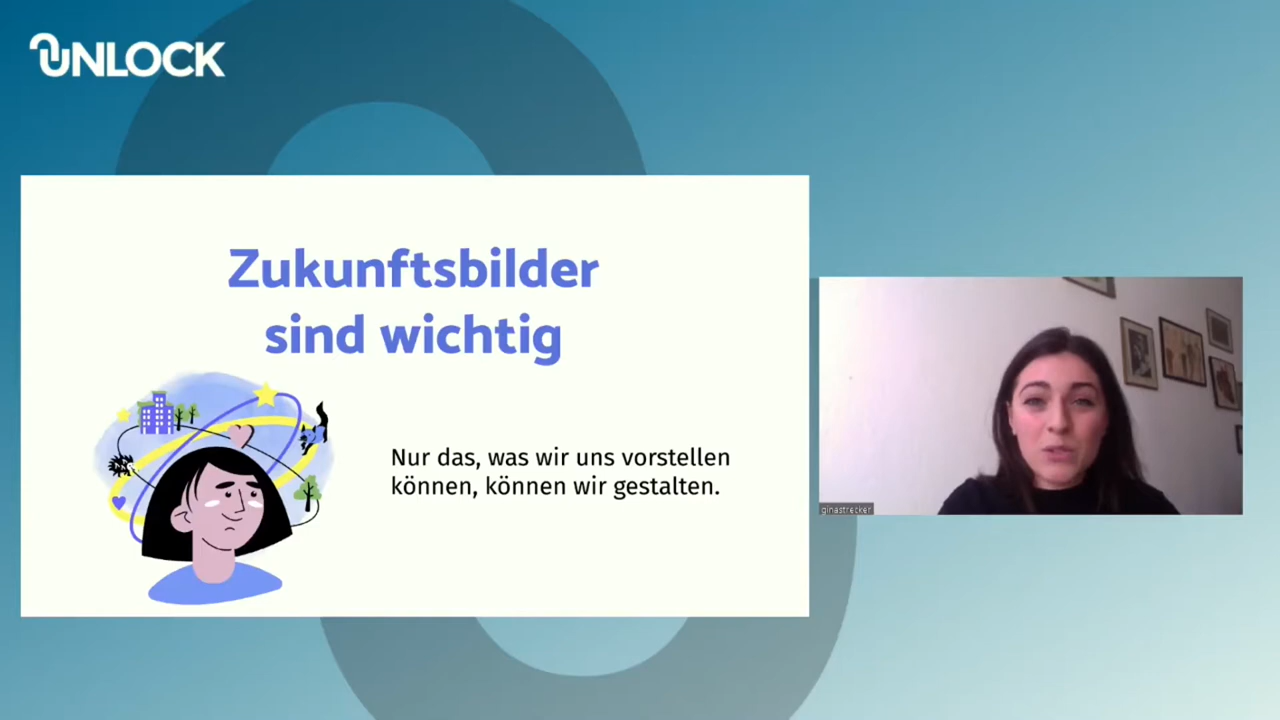 UNLOCK
Zukunftsbilder
sind wichtig
Nur das, was wir uns vorstellen
können, können wir gestalten.
ginastrecker